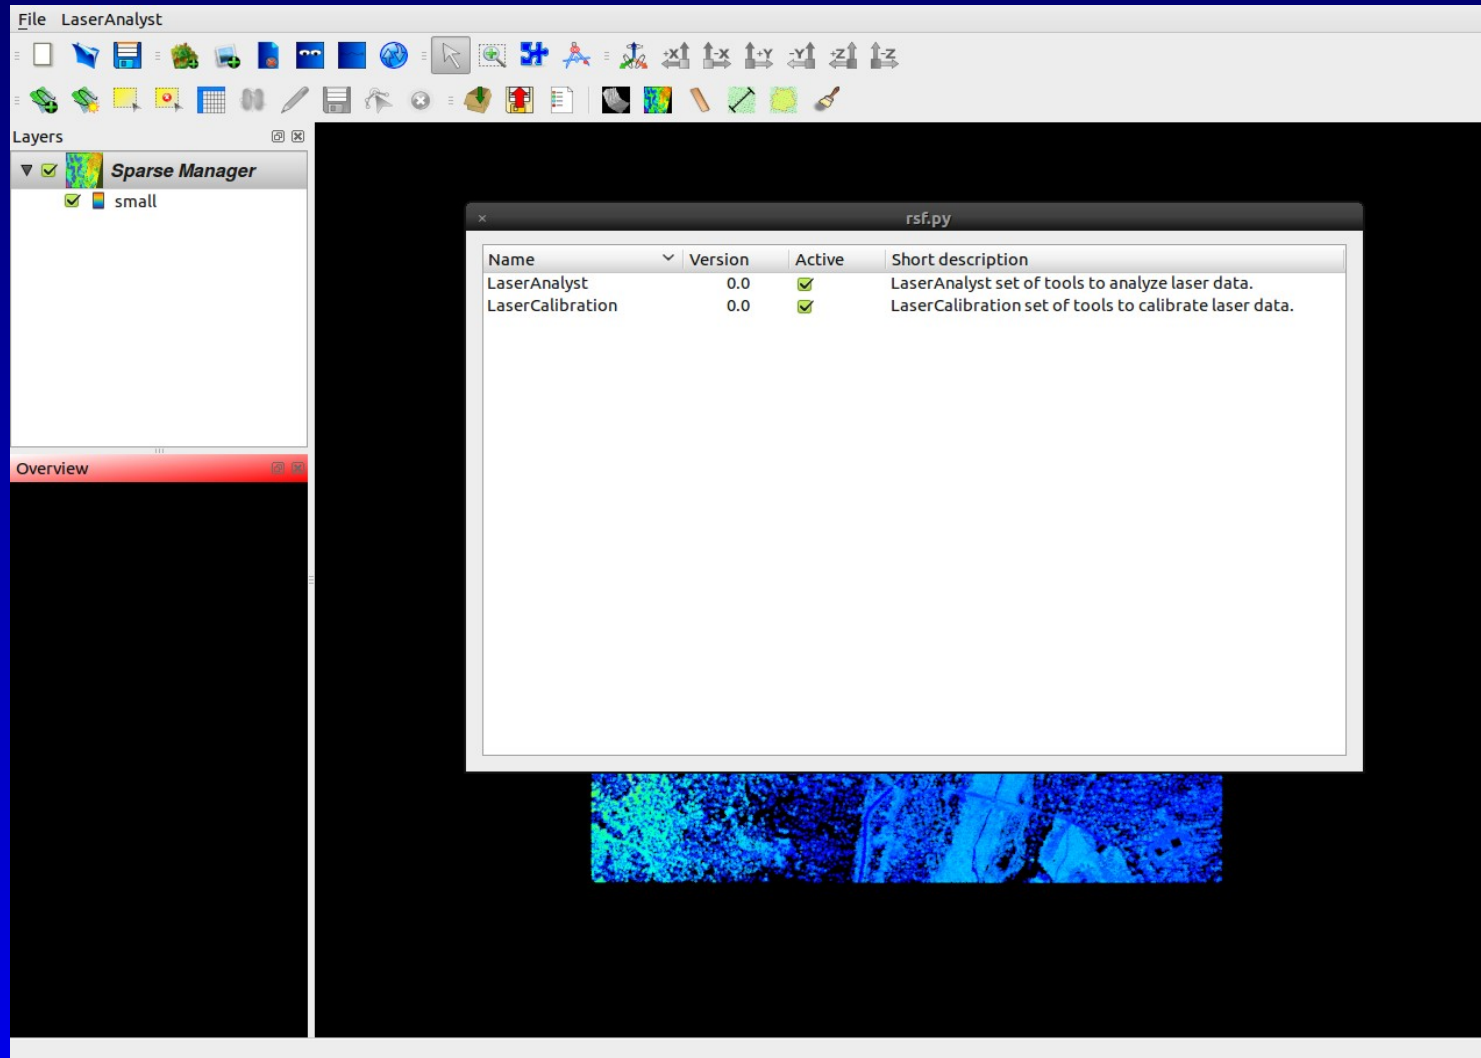 File LaserAnalyst
+X -X +Y -Y +Z -Z
Layers
Sparse Manager
small
rsf.py
Name Version Active Short description
LaserAnalyst 0.0 LaserAnalyst set of tools to analyze laser data.
LaserCalibration 0.0 LaserCalibration set of tools to calibrate laser data.
Overview